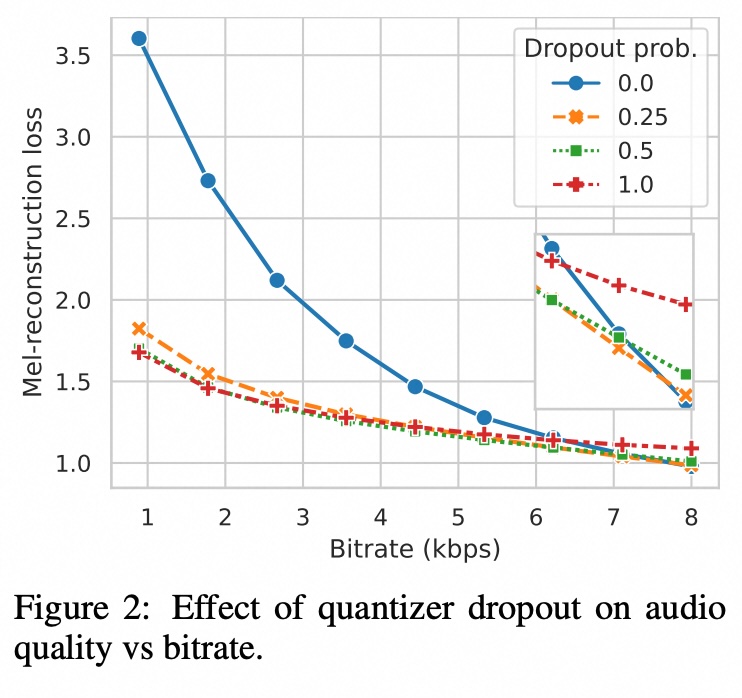 3.5
3.0
2.5
2.0
1.5
1.0
Mel-reconstruction loss
Dropout prob.
0.0
0.25
0.5
1.0
1 2 3 4 5 6 7 8
Bitrate (kbps)
Figure 2: Effect of quantizer dropout on audio
quality vs bitrate.